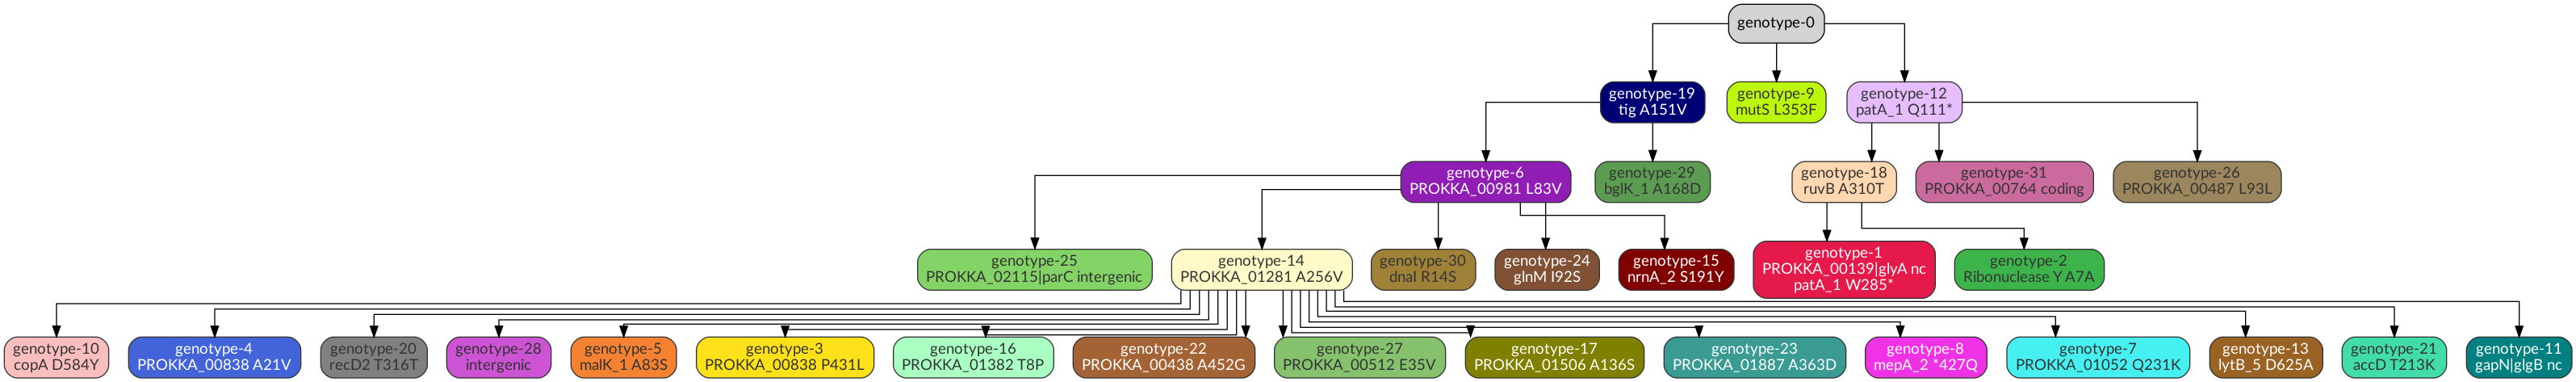 genotype-0
genotype-19
tig A151V
genotype-9
mutS L353F
genotype-12
patA_1 Q111*
genotype-6
PROKKA_00981 L83V
genotype-29
bglK_1 A168D
genotype-18
ruvB A310T
genotype-31
PROKKA_00764 coding
genotype-26
PROKKA_00487 L93L
genotype-25
PROKKA_02115|parC intergenic
genotype-14
PROKKA_01281 A256V
genotype-30
dnaI R14S
genotype-24
glnM I92S
genotype-15
nrnA_2 S191Y
genotype-1
PROKKA_00139|glyA nc
patA_1 W285*
genotype-2
Ribonuclease Y A7A
genotype-10
copA D584Y
genotype-4
PROKKA_00838 A21V
genotype-20
recD2 T316T
genotype-28
intergenic
genotype-5
malK_1 A83S
genotype-3
PROKKA_00838 P431L
genotype-16
PROKKA_01382 T8P
genotype-22
PROKKA_00438 A452G
genotype-27
PROKKA_00512 E35V
genotype-17
PROKKA_01506 A136S
genotype-23
PROKKA_01887 A363D
genotype-8
mepA_2 *427Q
genotype-7
PROKKA_01052 Q231K
genotype-13
lytB_5 D625A
genotype-21
accD T213K
genotype-11
gapN|glgB nc